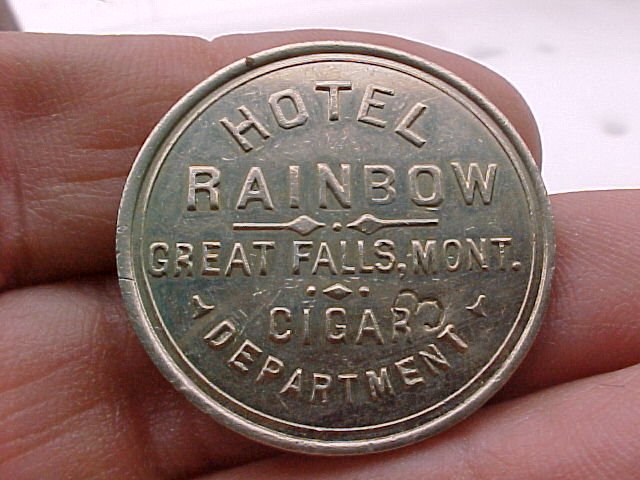 HOTEL
RAINBOW
GREAT FALLS, MONT.
CIGAR
DEPARTMENT